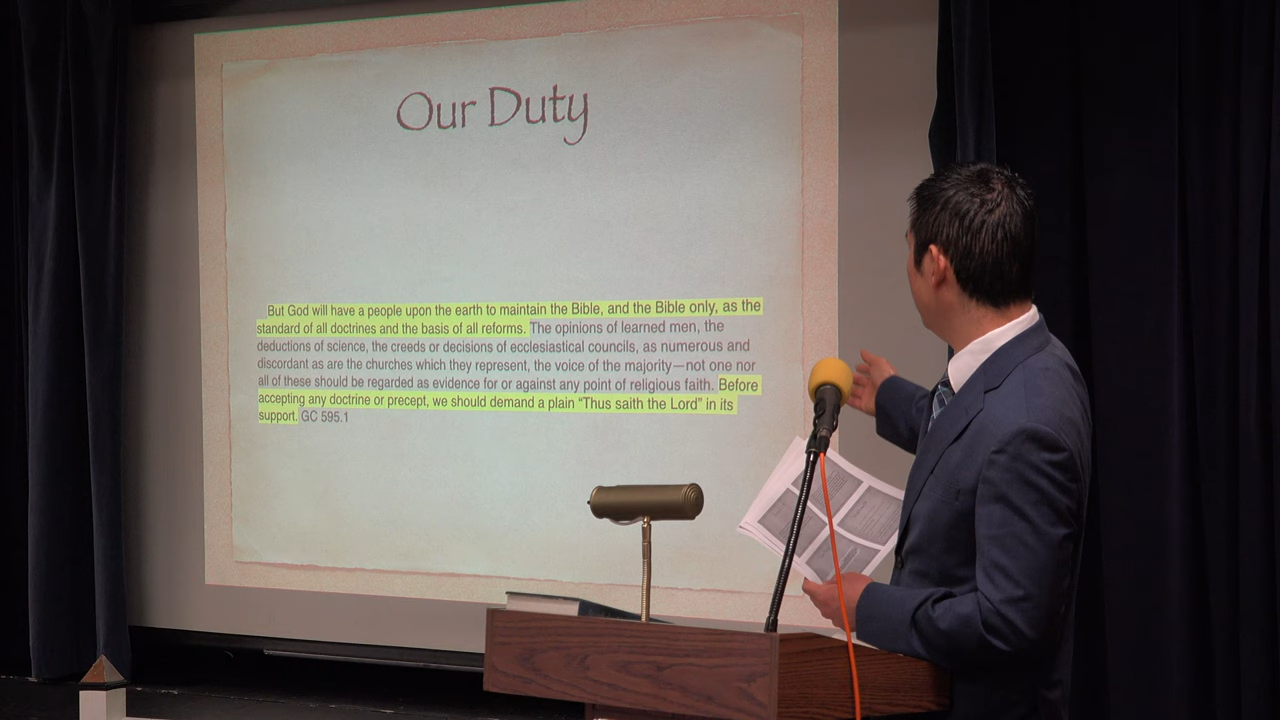 Our Duty
But God will have a people upon the earth to maintain the Bible, and the Bible only, as the
standard of all doctrines and the basis of all reforms. The opinions of learned men, the
deductions of science, the creeds or decisions of ecclesiastical councils, as numerous and
discordant as are the churches which they represent, the voice of the majority—not one nor
all of these should be regarded as evidence for or against any point of religious faith. Before
accepting any doctrine or precept, we should demand a plain “Thus saith the Lord” in its
support. GC 595.1